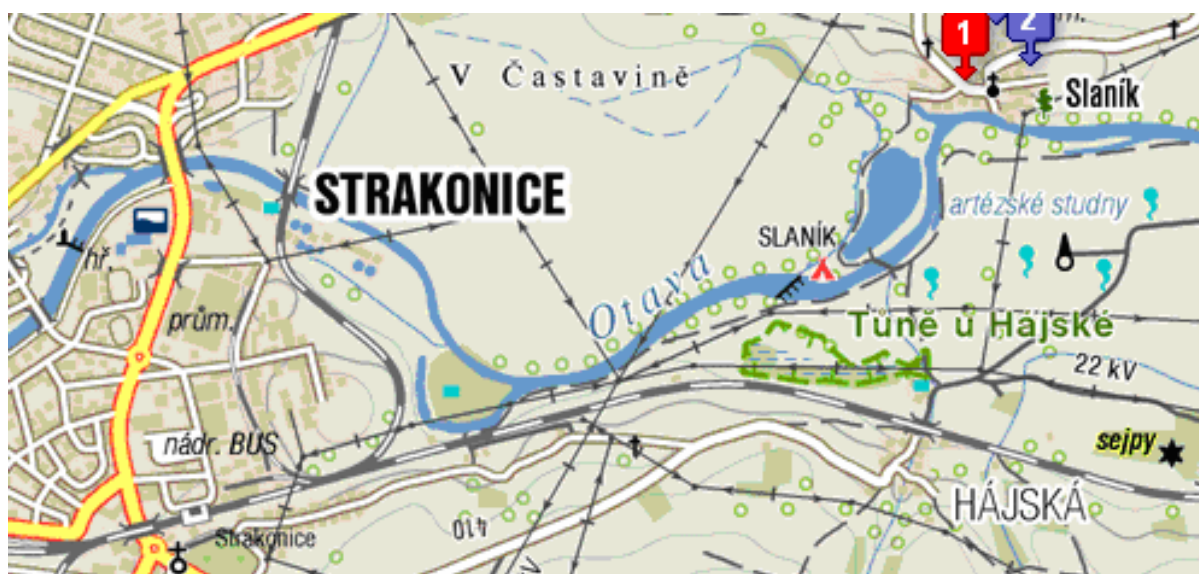 1
2
V Častavině
Slaník
STRAKONICE
artézské studny
SLANÍK
hř.
Otava
prům.
Tůně u Hájské
22 kV
nádr. BUS
sejpy
HÁJSKÁ
410
Strakonice